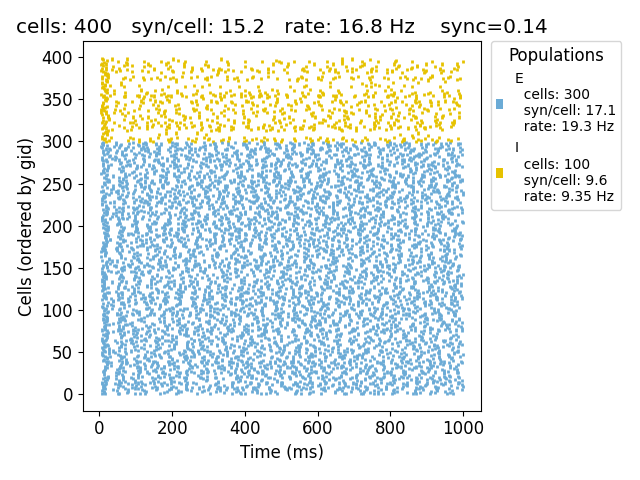 cells: 400   syn/cell: 15.2   rate: 16.8 Hz    sync=0.14
Populations
E
cells: 300
syn/cell: 17.1
rate: 19.3 Hz
I
cells: 100
syn/cell: 9.6
rate: 9.35 Hz
Cells (ordered by gid)
400
350
300
250
200
150
100
50
0
0 200 400 600 800 1000
Time (ms)